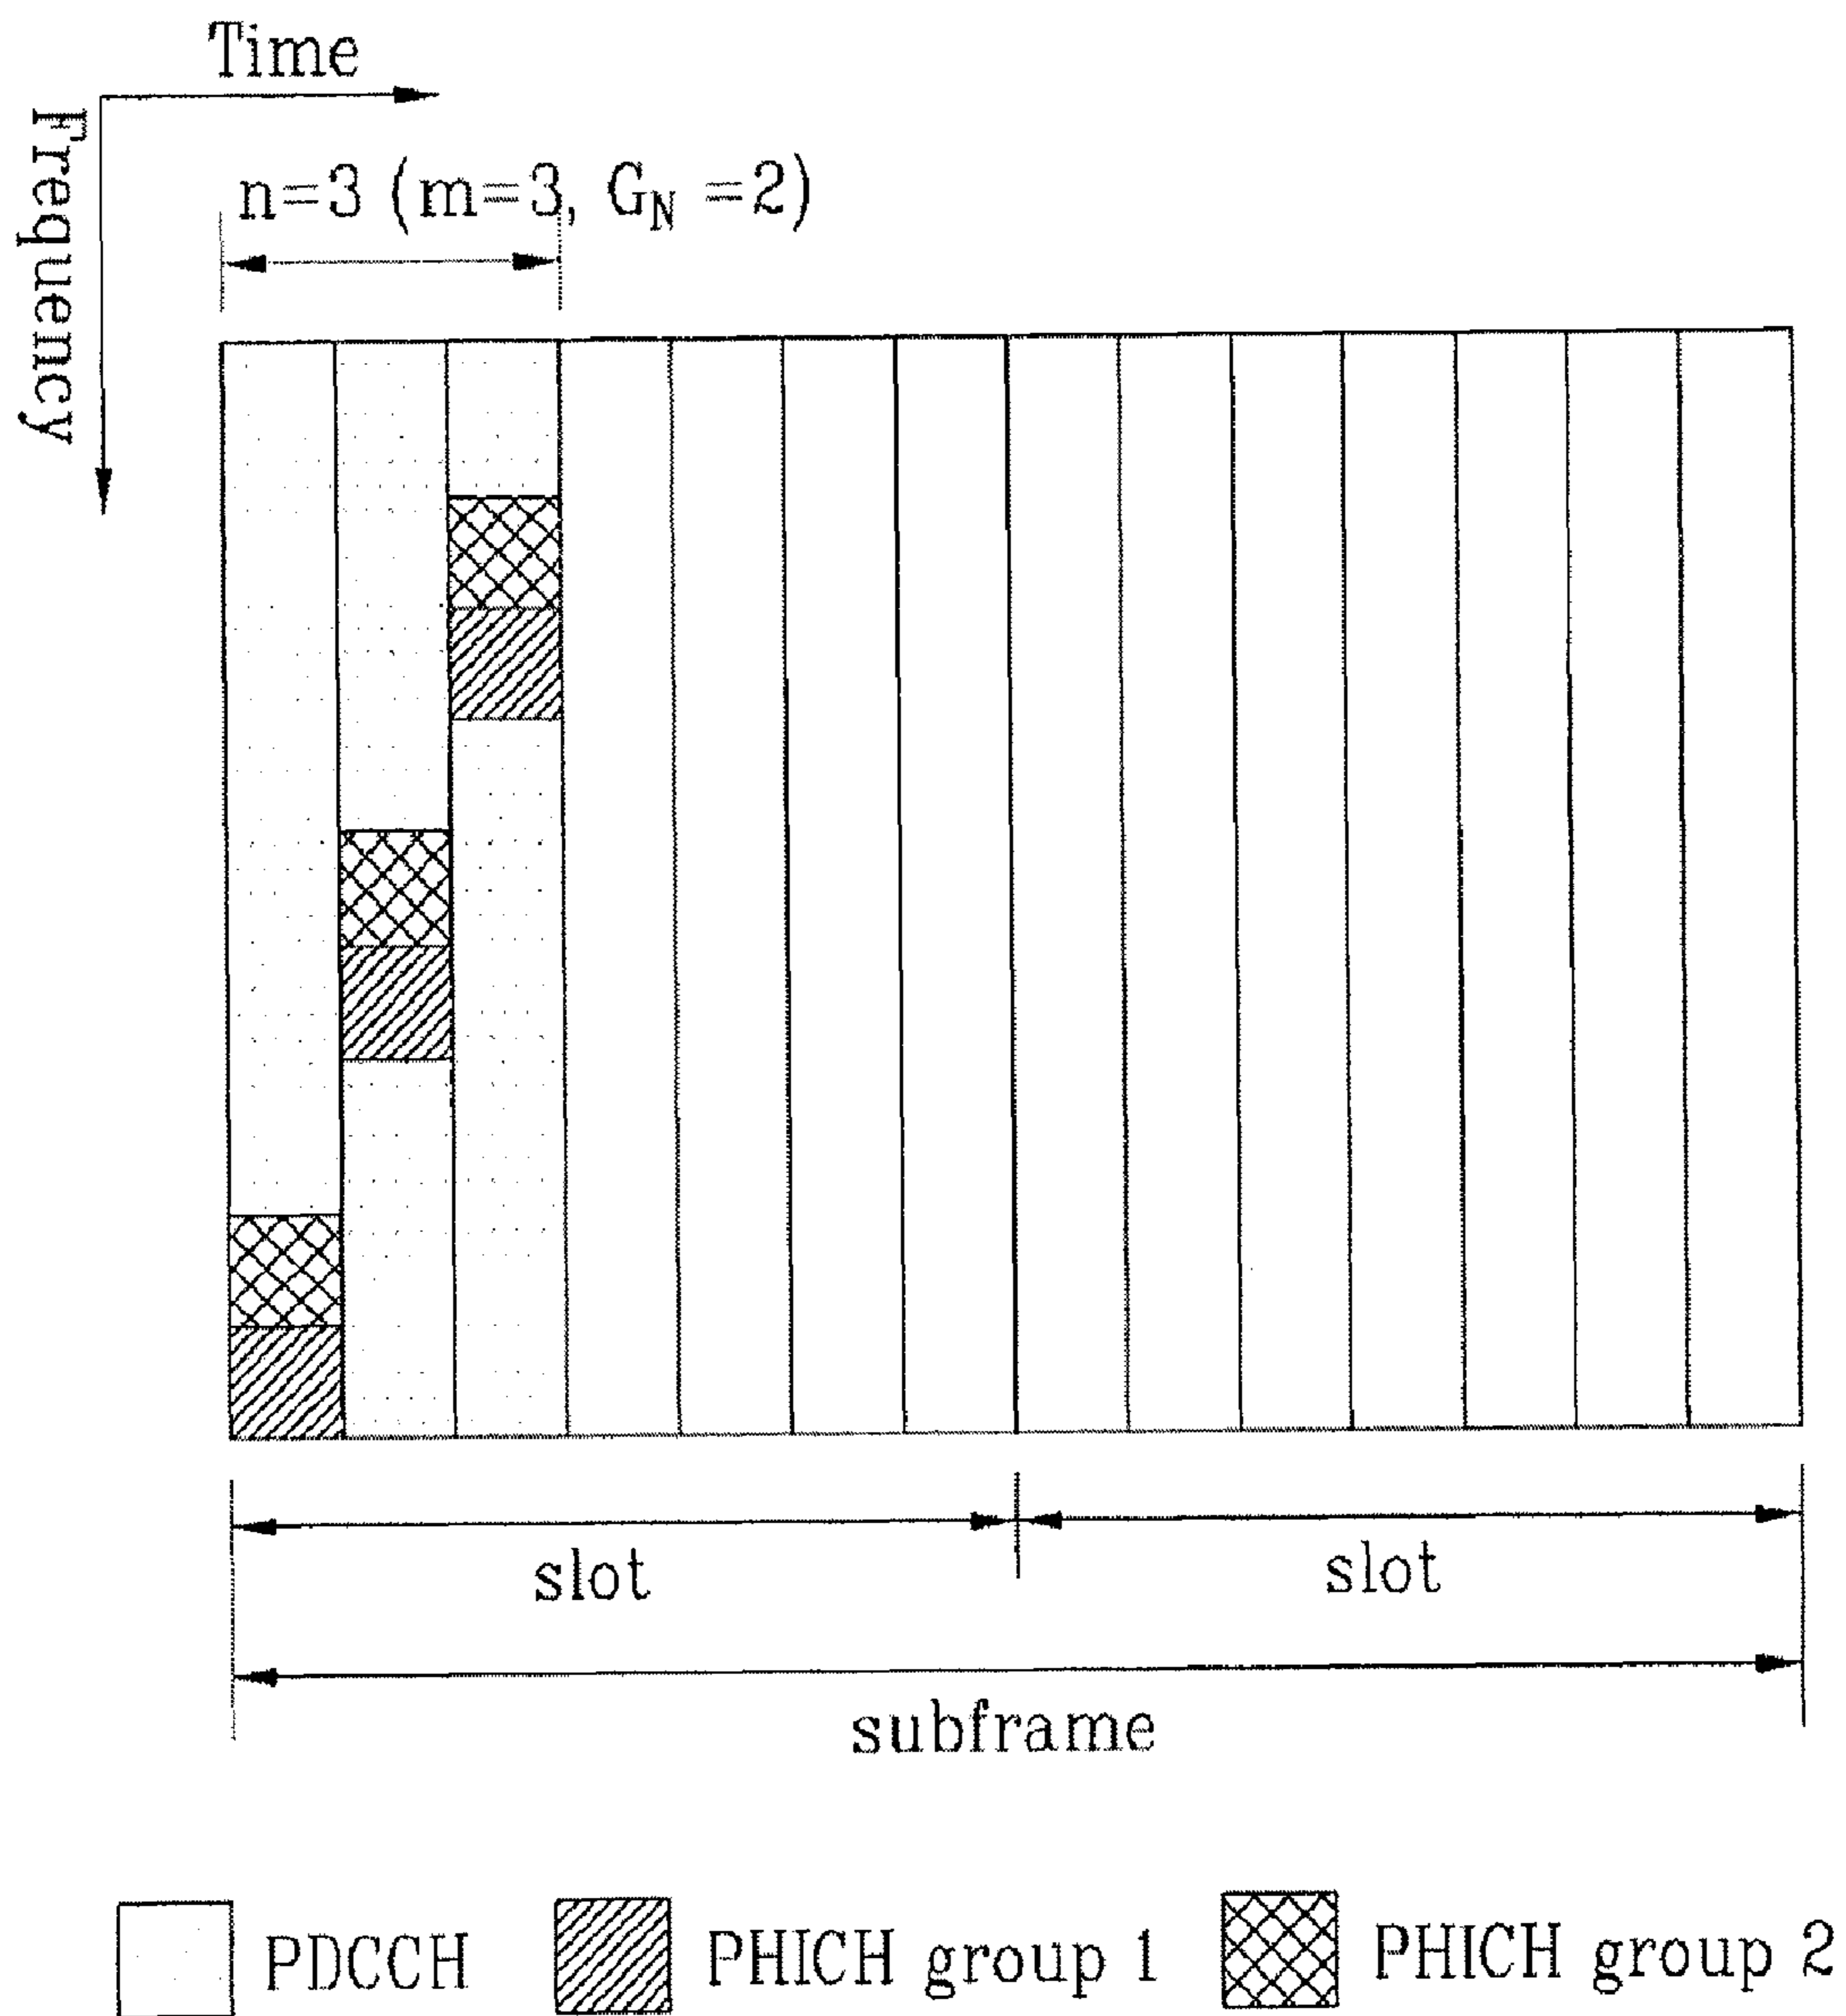 Time
Frequency
n=3 (m=3, G_N =2)
slot
slot
subframe
PDCCH
PHICH group 1
PHICH group 2